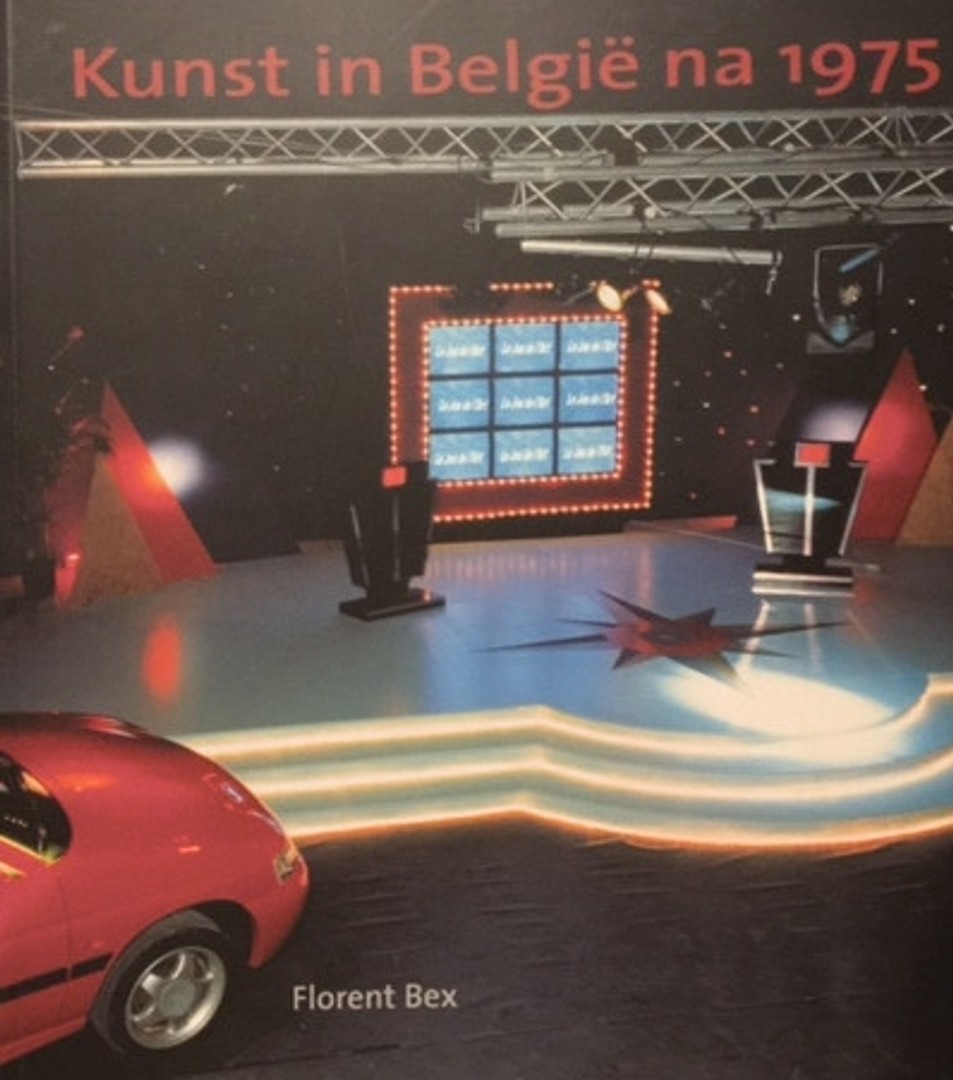 Kunst in België na 1975
Florent Bex